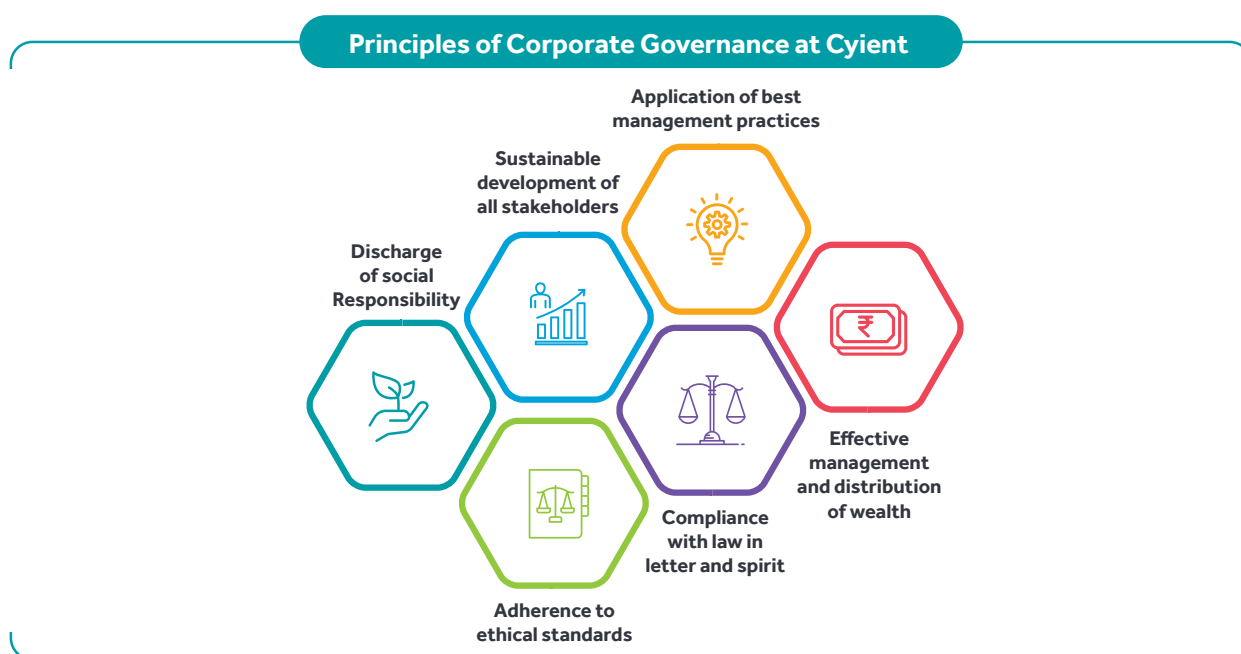 Principles of Corporate Governance at Cyient
Application of best
management practices
Sustainable
development of
all stakeholders
Discharge
of social
Responsibility
₹
Effective
management
and distribution
of wealth
Compliance
with law in
letter and spirit
Adherence to
ethical standards